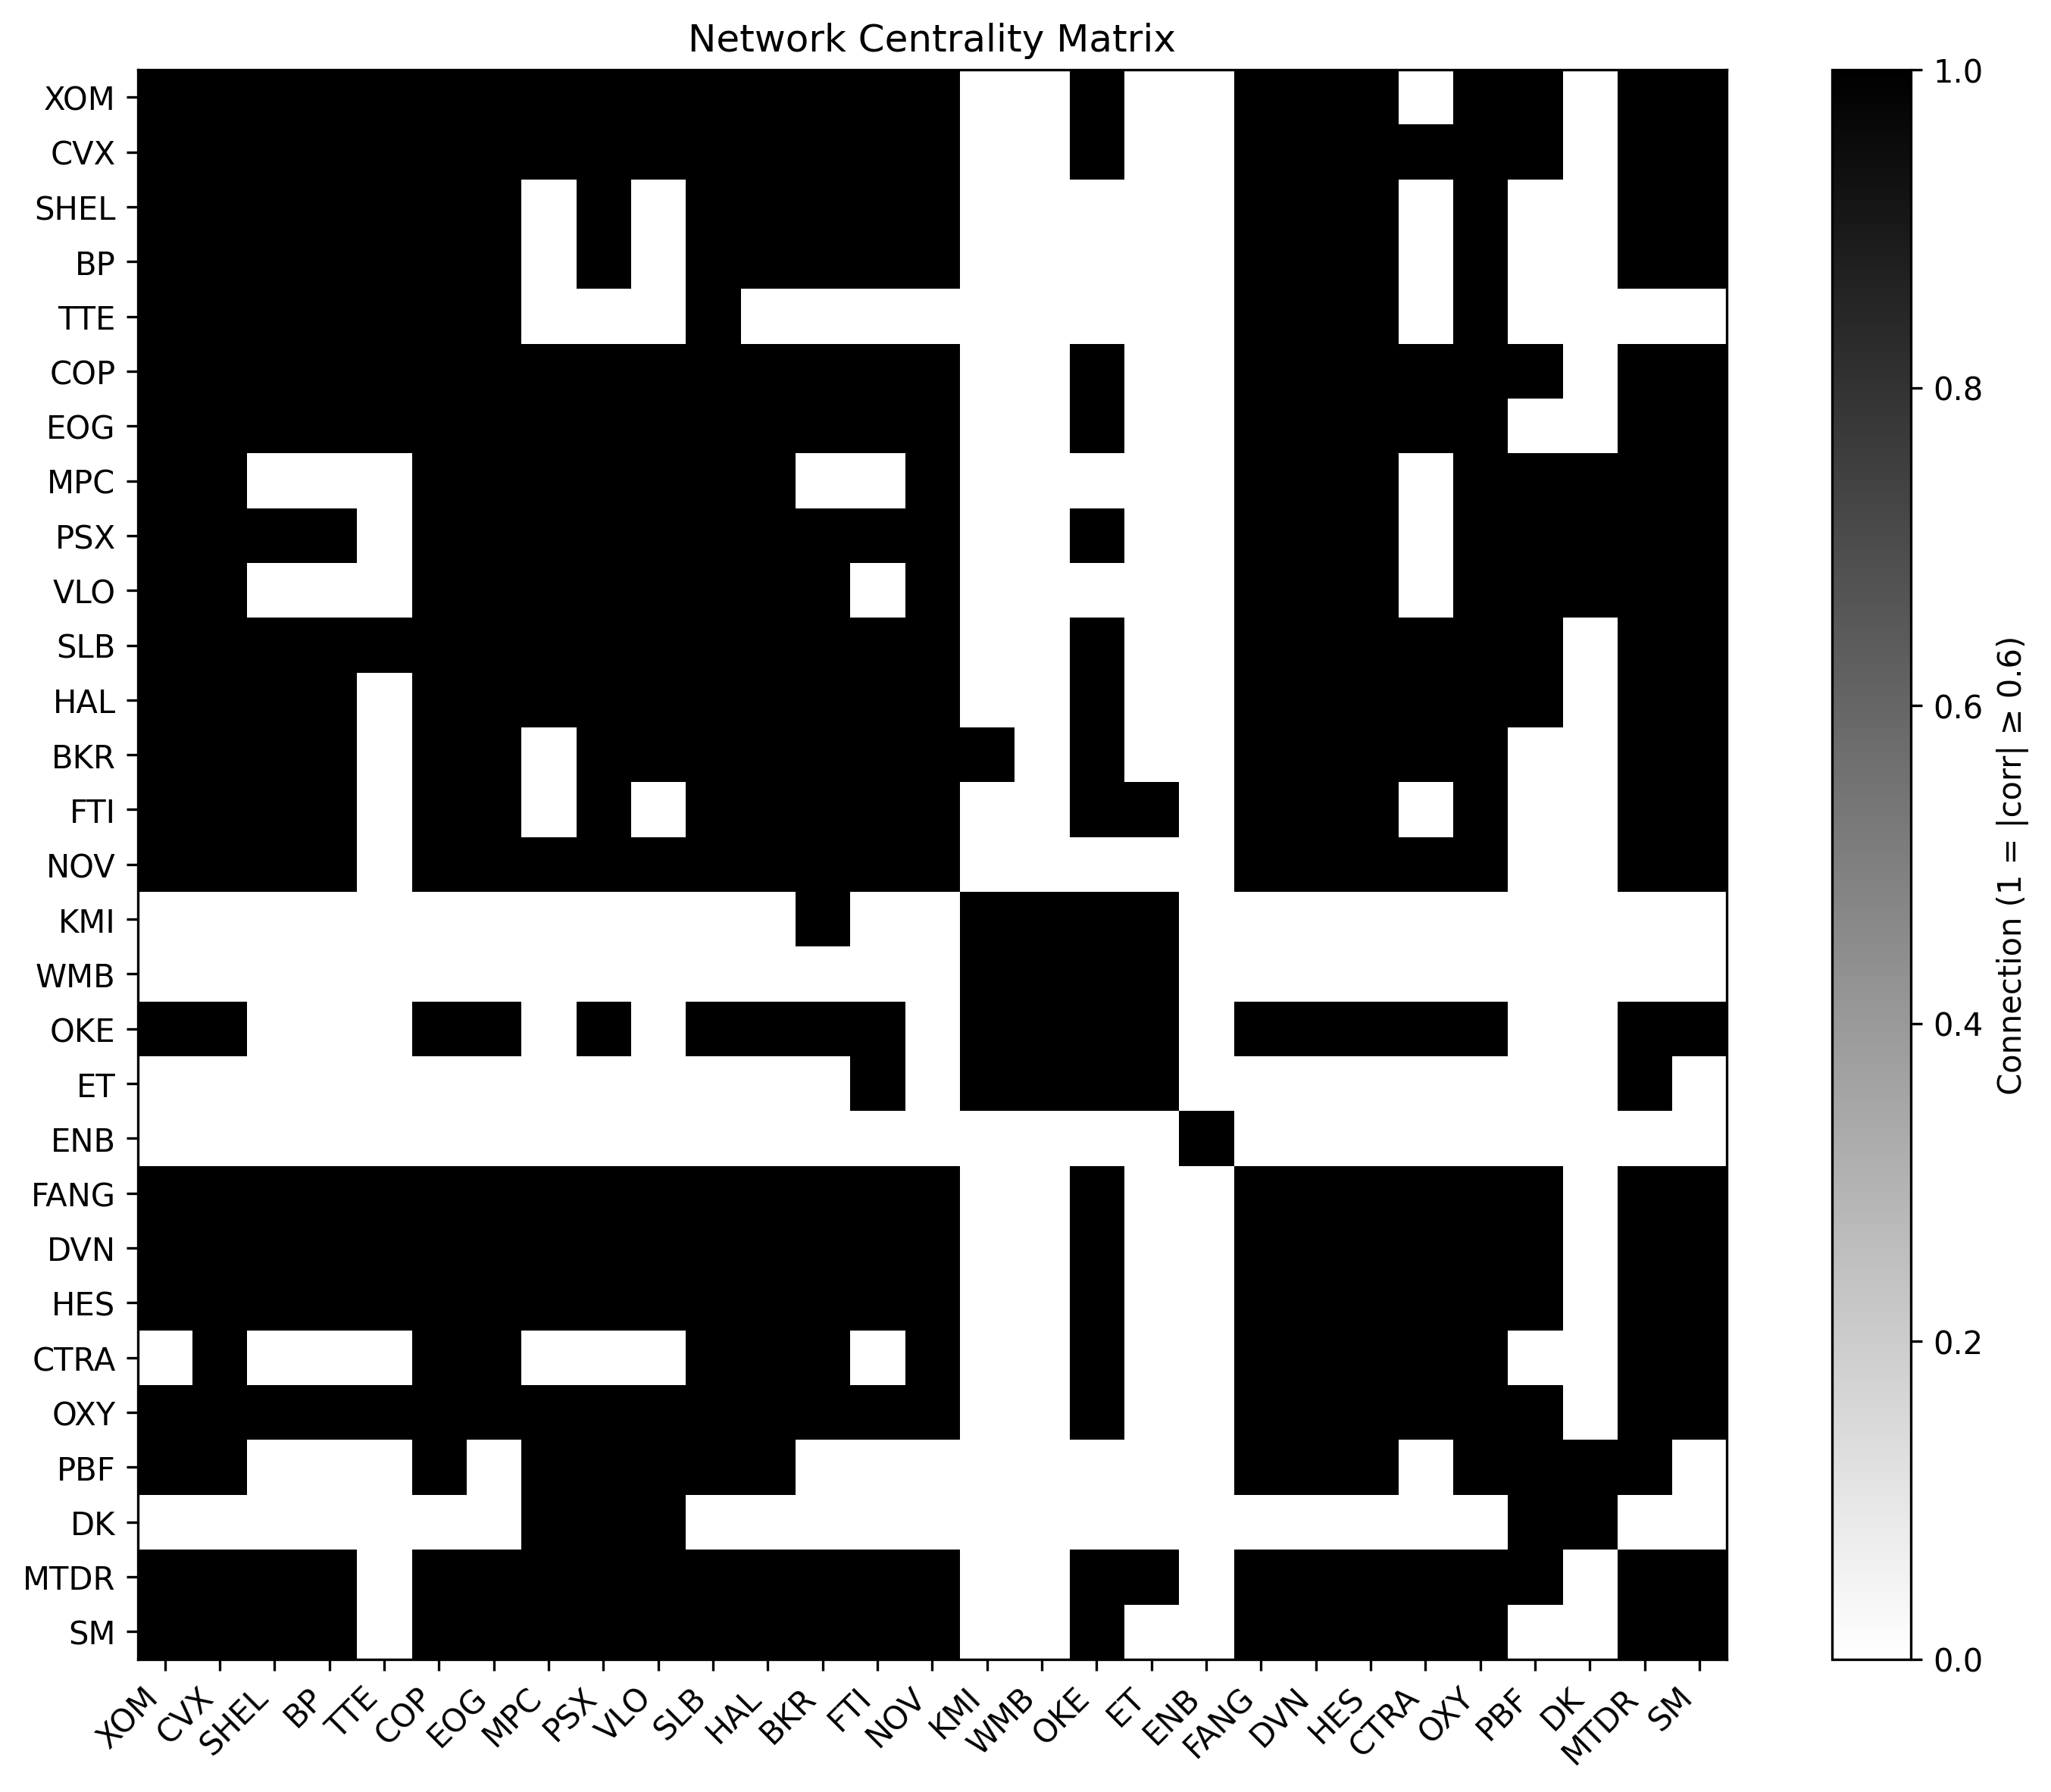 Network Centrality Matrix
XOM
CVX
SHEL
BP
TTE
COP
EOG
MPC
PSX
VLO
SLB
HAL
BKR
FTI
NOV
KMI
WMB
OKE
ET
ENB
FANG
DVN
HES
CTRA
OXY
PBF
DK
MTDR
SM
XOM
CVX
SHEL
BP
TTE
COP
EOG
MPC
PSX
VLO
SLB
HAL
BKR
FTI
NOV
KMI
WMB
OKE
ET
ENB
FANG
DVN
HES
CTRA
OXY
PBF
DK
MTDR
SM
1.0
0.8
0.6
0.4
0.2
0.0
Connection (1 = |corr| ≥ 0.6)